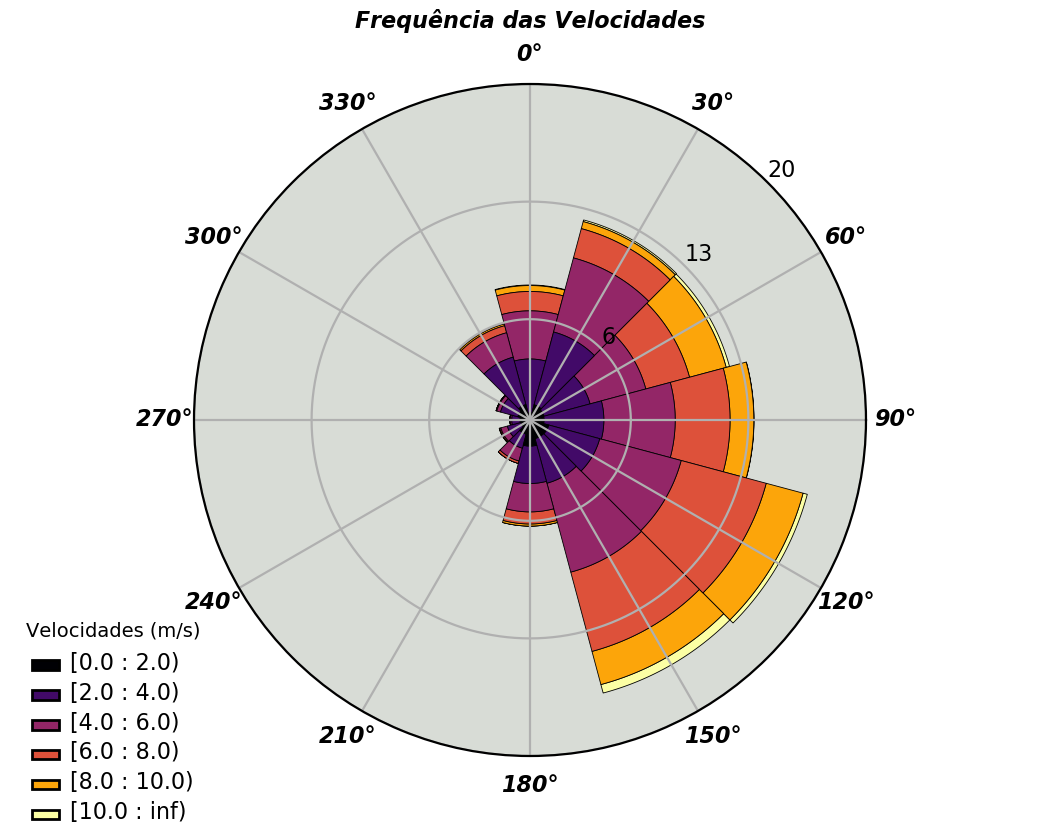 Frequência das Velocidades
0°
330°
30°
20
300°
60°
13
6
270°
90°
240°
120°
210°
150°
180°
Velocidades (m/s)
[0.0 : 2.0)
[2.0 : 4.0)
[4.0 : 6.0)
[6.0 : 8.0)
[8.0 : 10.0)
[10.0 : inf)